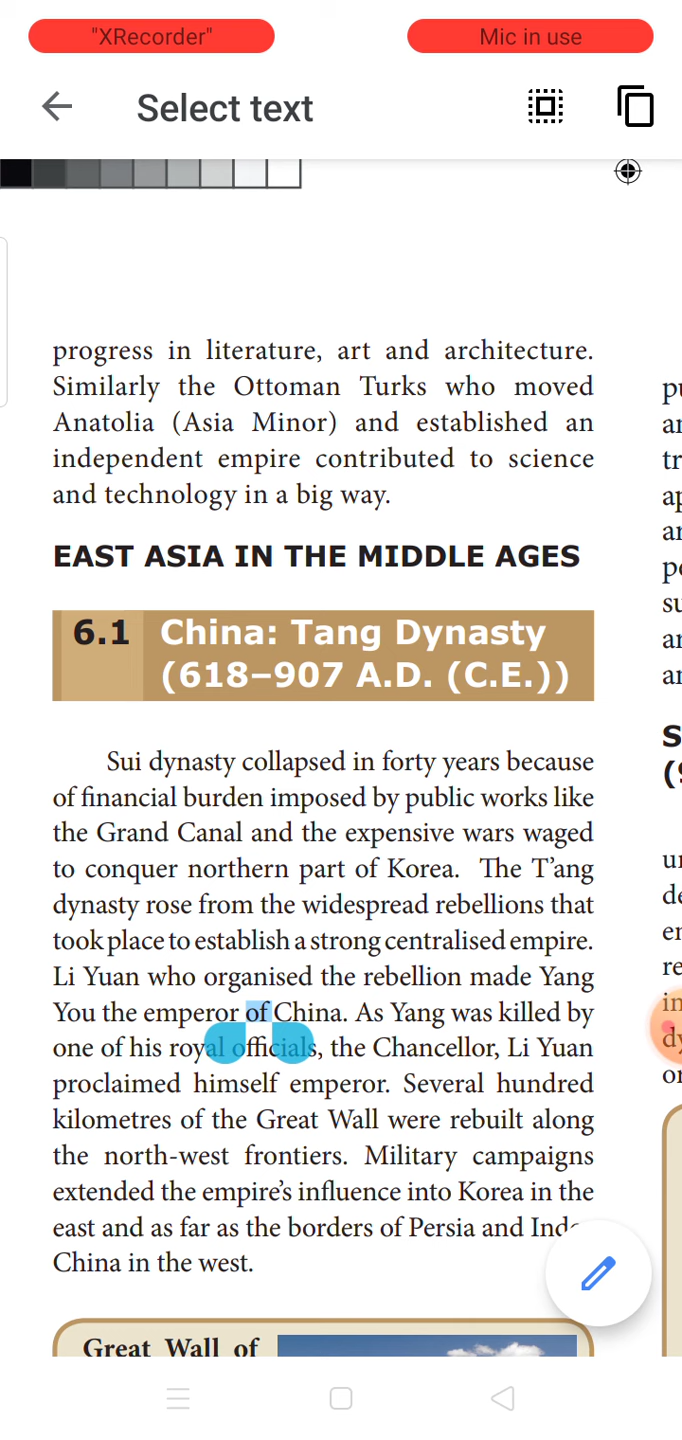 "XRecorder"
Mic in use
Select text
progress in literature, art and architecture.
Similarly the Ottoman Turks who moved
Anatolia (Asia Minor) and established an
independent empire contributed to science
and technology in a big way.
EAST ASIA IN THE MIDDLE AGES
6.1 China: Tang Dynasty
(618–907 A.D. (C.E.))
Sui dynasty collapsed in forty years because
of financial burden imposed by public works like
the Grand Canal and the expensive wars waged
to conquer northern part of Korea. The T'ang
dynasty rose from the widespread rebellions that
took place to establish a strong centralised empire.
Li Yuan who organised the rebellion made Yang
You the emperor of China. As Yang was killed by
one of his royal officials, the Chancellor, Li Yuan
proclaimed himself emperor. Several hundred
kilometres of the Great Wall were rebuilt along
the north-west frontiers. Military campaigns
extended the empire's influence into Korea in the
east and as far as the borders of Persia and
China in the west.
Great Wall of